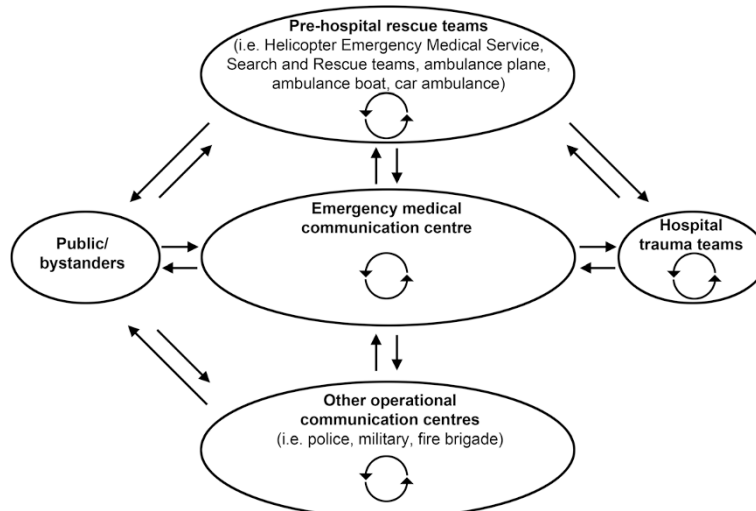 Pre-hospital rescue teams
(i.e. Helicopter Emergency Medical Service,
Search and Rescue teams, ambulance plane,
ambulance boat, car ambulance)
Emergency medical
communication centre
Public/
bystanders
Hospital
trauma teams
Other operational
communication centres
(i.e. police, military, fire brigade)